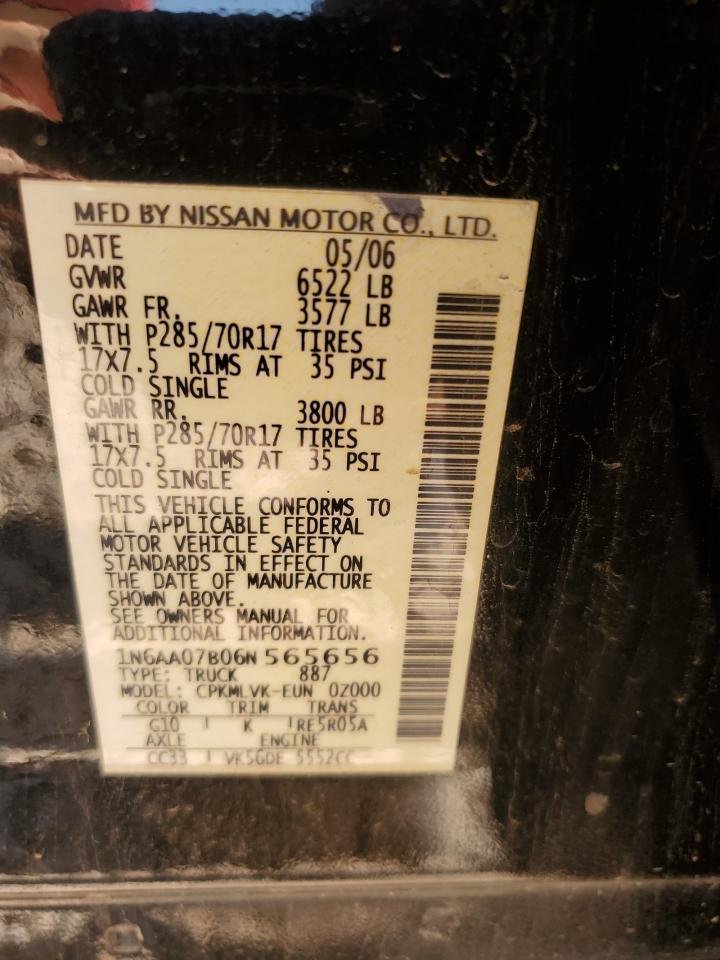 MFD BY NISSAN MOTOR CO., LTD.
DATE 05/06
GVWR 6522 LB
GAWR FR. 3577 LB
WITH P285/70R17 TIRES
17X7.5 RIMS AT 35 PSI
COLD SINGLE
GAWR RR. 3800 LB
WITH P285/70R17 TIRES
17X7.5 RIMS AT 35 PSI
COLD SINGLE
THIS VEHICLE CONFORMS TO
ALL APPLICABLE FEDERAL
MOTOR VEHICLE SAFETY
STANDARDS IN EFFECT ON
THE DATE OF MANUFACTURE
SHOWN ABOVE.
SEE OWNERS MANUAL FOR
ADDITIONAL INFORMATION.
1N6AA07B06N565656
TYPE: TRUCK 887
MODEL: CPKMLVK-EUN 0Z000
COLOR TRIM TRANS
G10 K RE5R05A
AXLE ENGINE
CC33 VK56DE 5552CC